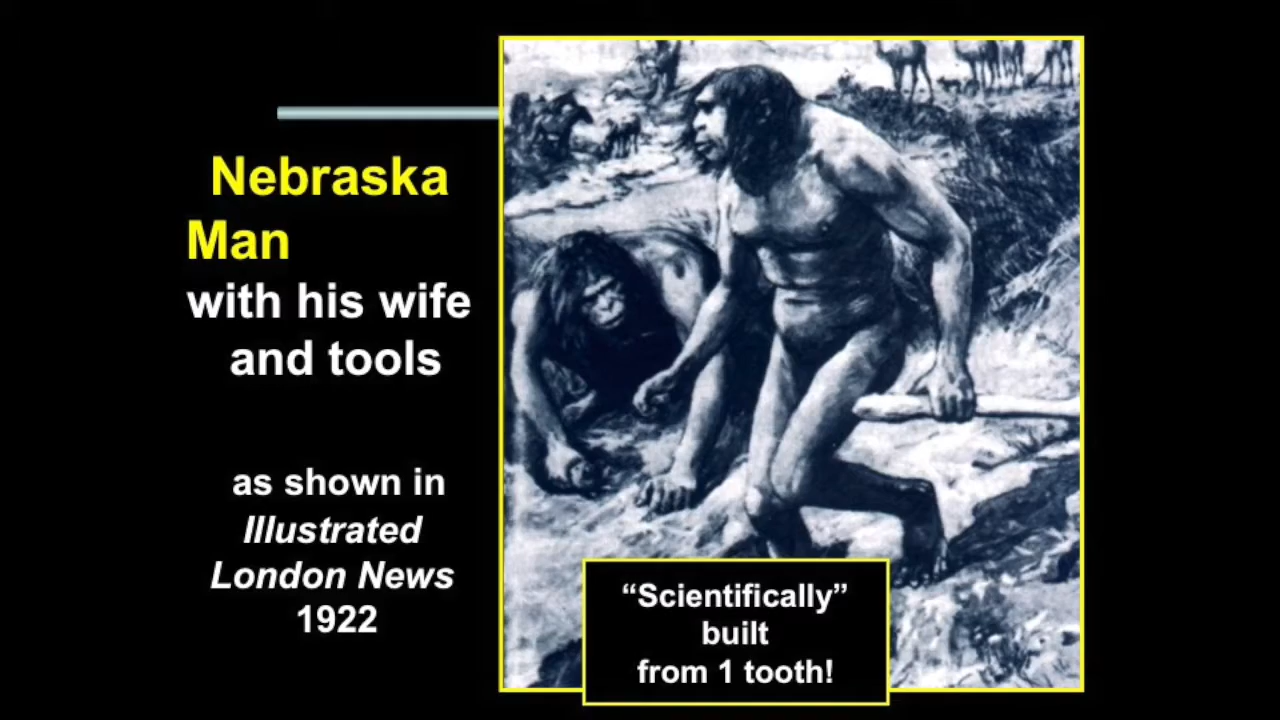 Nebraska
Man
with his wife
and tools
as shown in
Illustrated
London News
1922
“Scientifically”
built
from 1 tooth!